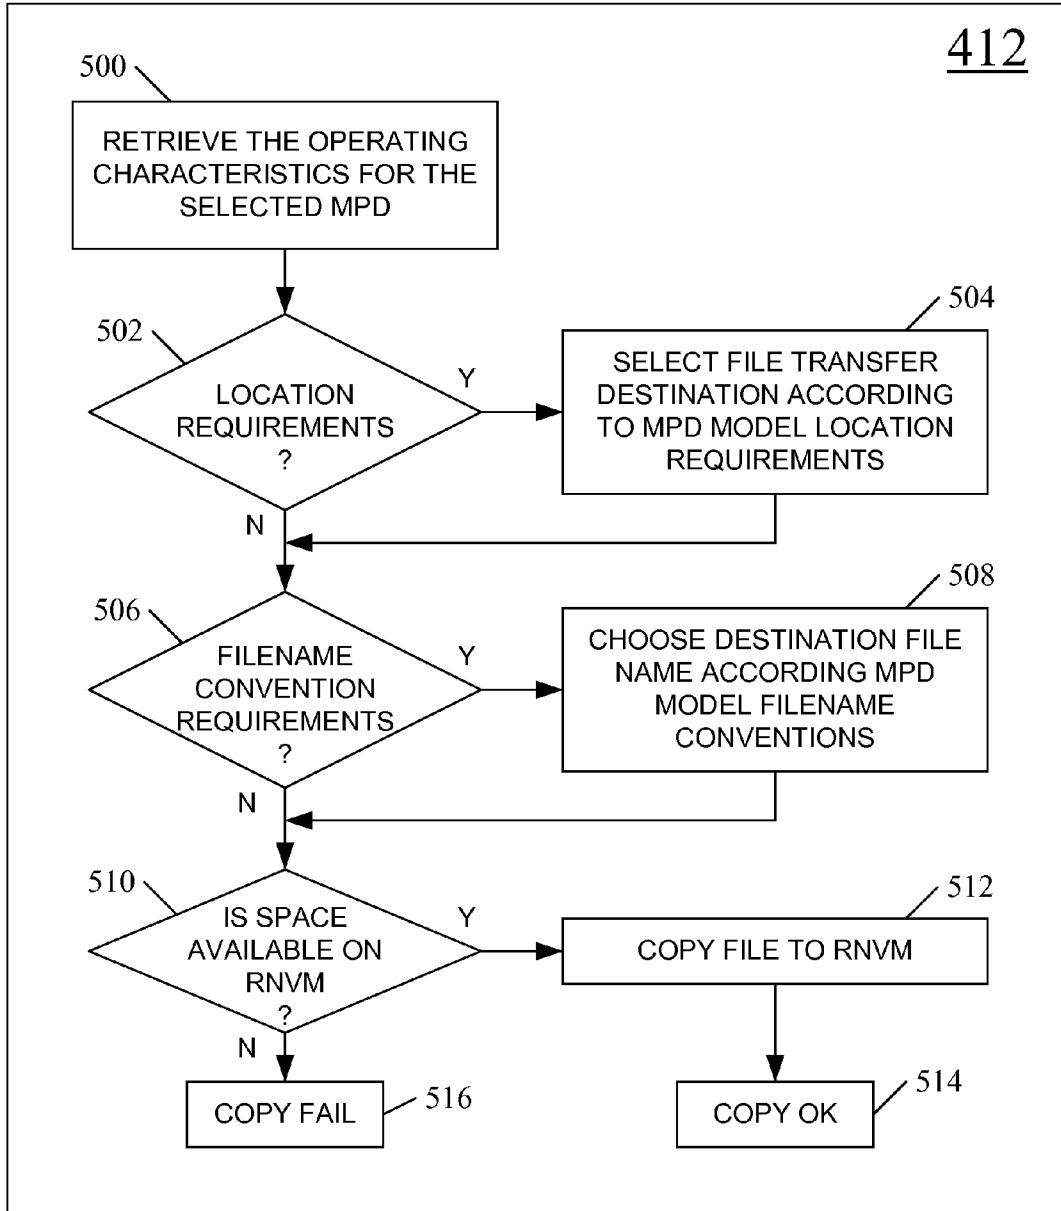 412
500
RETRIEVE THE OPERATING
CHARACTERISTICS FOR THE
SELECTED MPD
502
LOCATION
REQUIREMENTS
?
Y
N
504
SELECT FILE TRANSFER
DESTINATION ACCORDING
TO MPD MODEL LOCATION
REQUIREMENTS
506
FILENAME
CONVENTION
REQUIREMENTS
?
Y
N
508
CHOOSE DESTINATION FILE
NAME ACCORDING MPD
MODEL FILENAME
CONVENTIONS
510
IS SPACE
AVAILABLE ON
RNVM
?
Y
N
512
COPY FILE TO RNVM
COPY FAIL
516
COPY OK
514